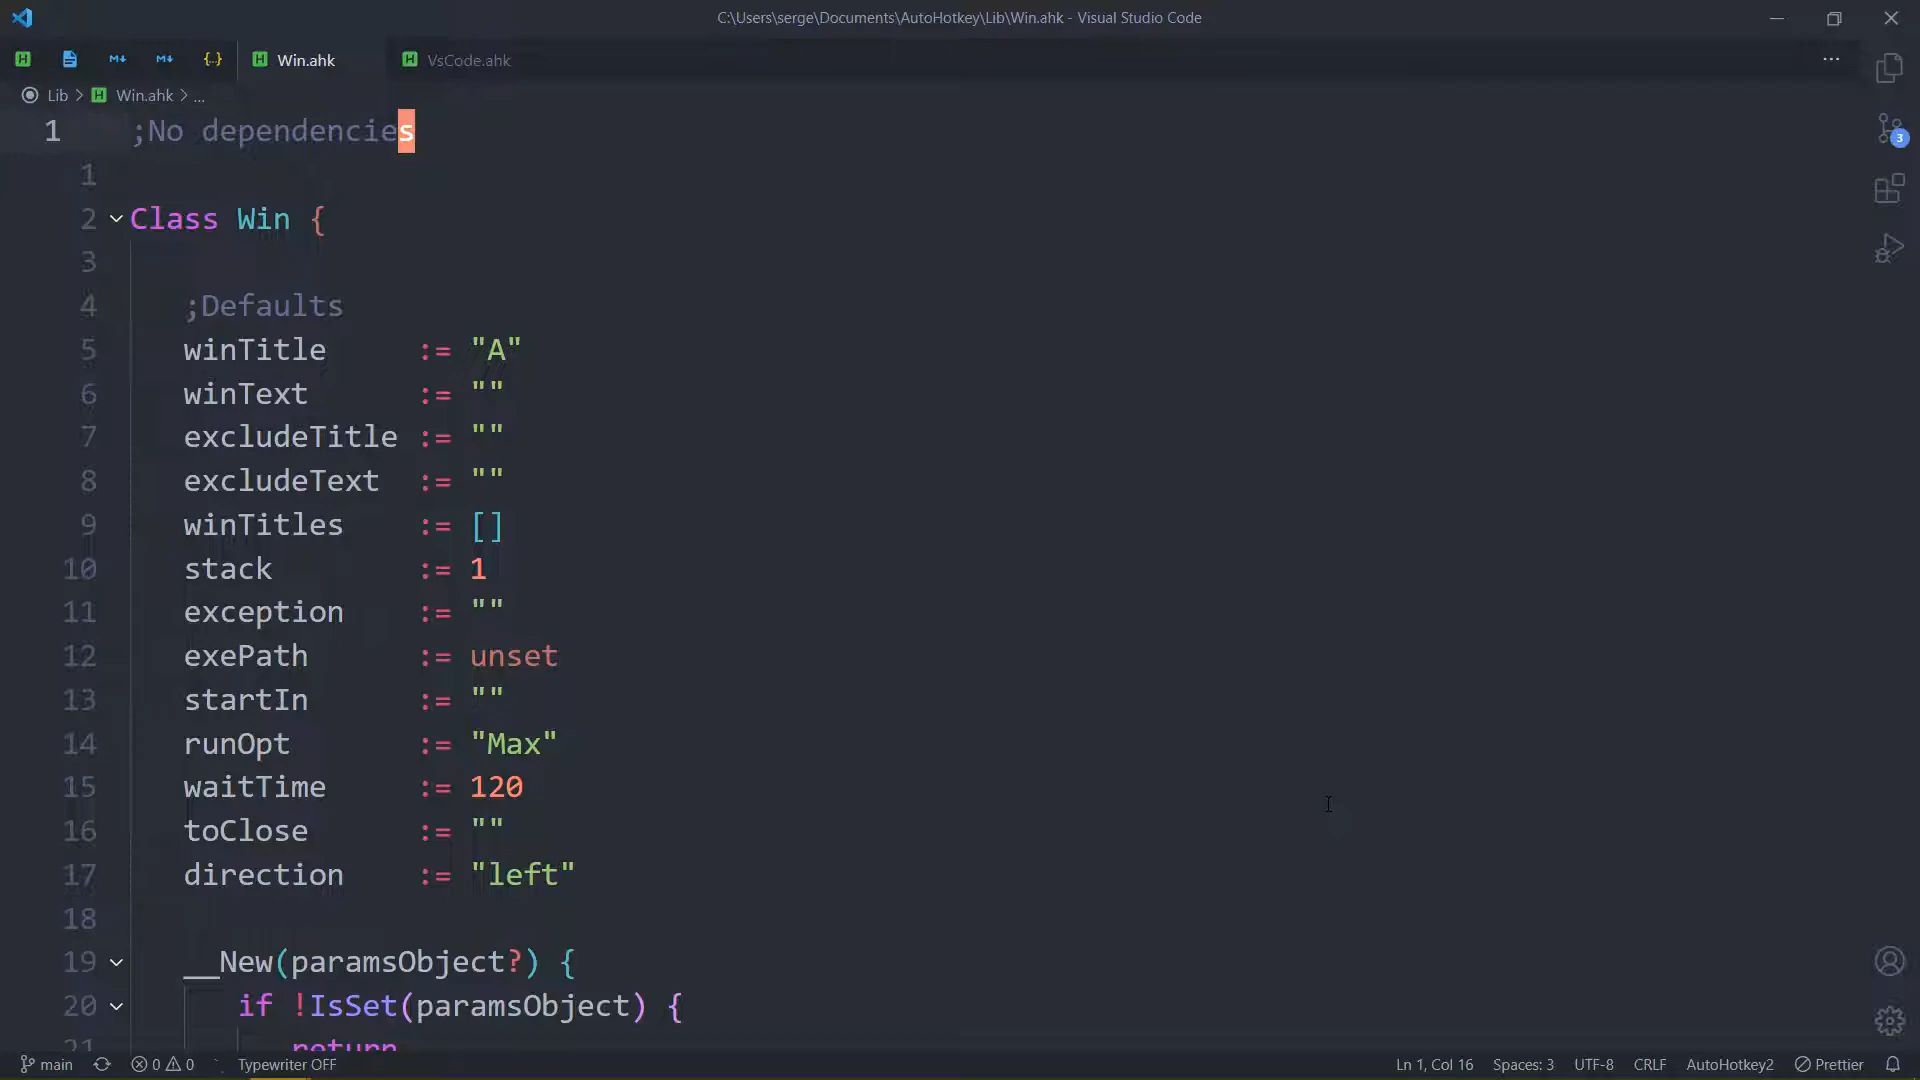 C:\Users\serge\Documents\AutoHotkey\Lib\Win.ahk - Visual Studio Code
Win.ahk
VsCode.ahk
Lib > Win.ahk > ...
1 ;No dependencies
1
2 Class Win {
3
4 ;Defaults
5 winTitle := "A"
6 winText := ""
7 excludeTitle := ""
8 excludeText := ""
9 winTitles := []
10 stack := 1
11 exception := ""
12 exePath := unset
13 startIn := ""
14 runOpt := "Max"
15 waitTime := 120
16 toClose := ""
17 direction := "left"
18
19 __New(paramsObject?) {
20 if !IsSet(paramsObject) {
21 return
3
main 0 0 Typewriter OFF Ln 1, Col 16 Spaces: 3 UTF-8 CRLF AutoHotkey2 Prettier